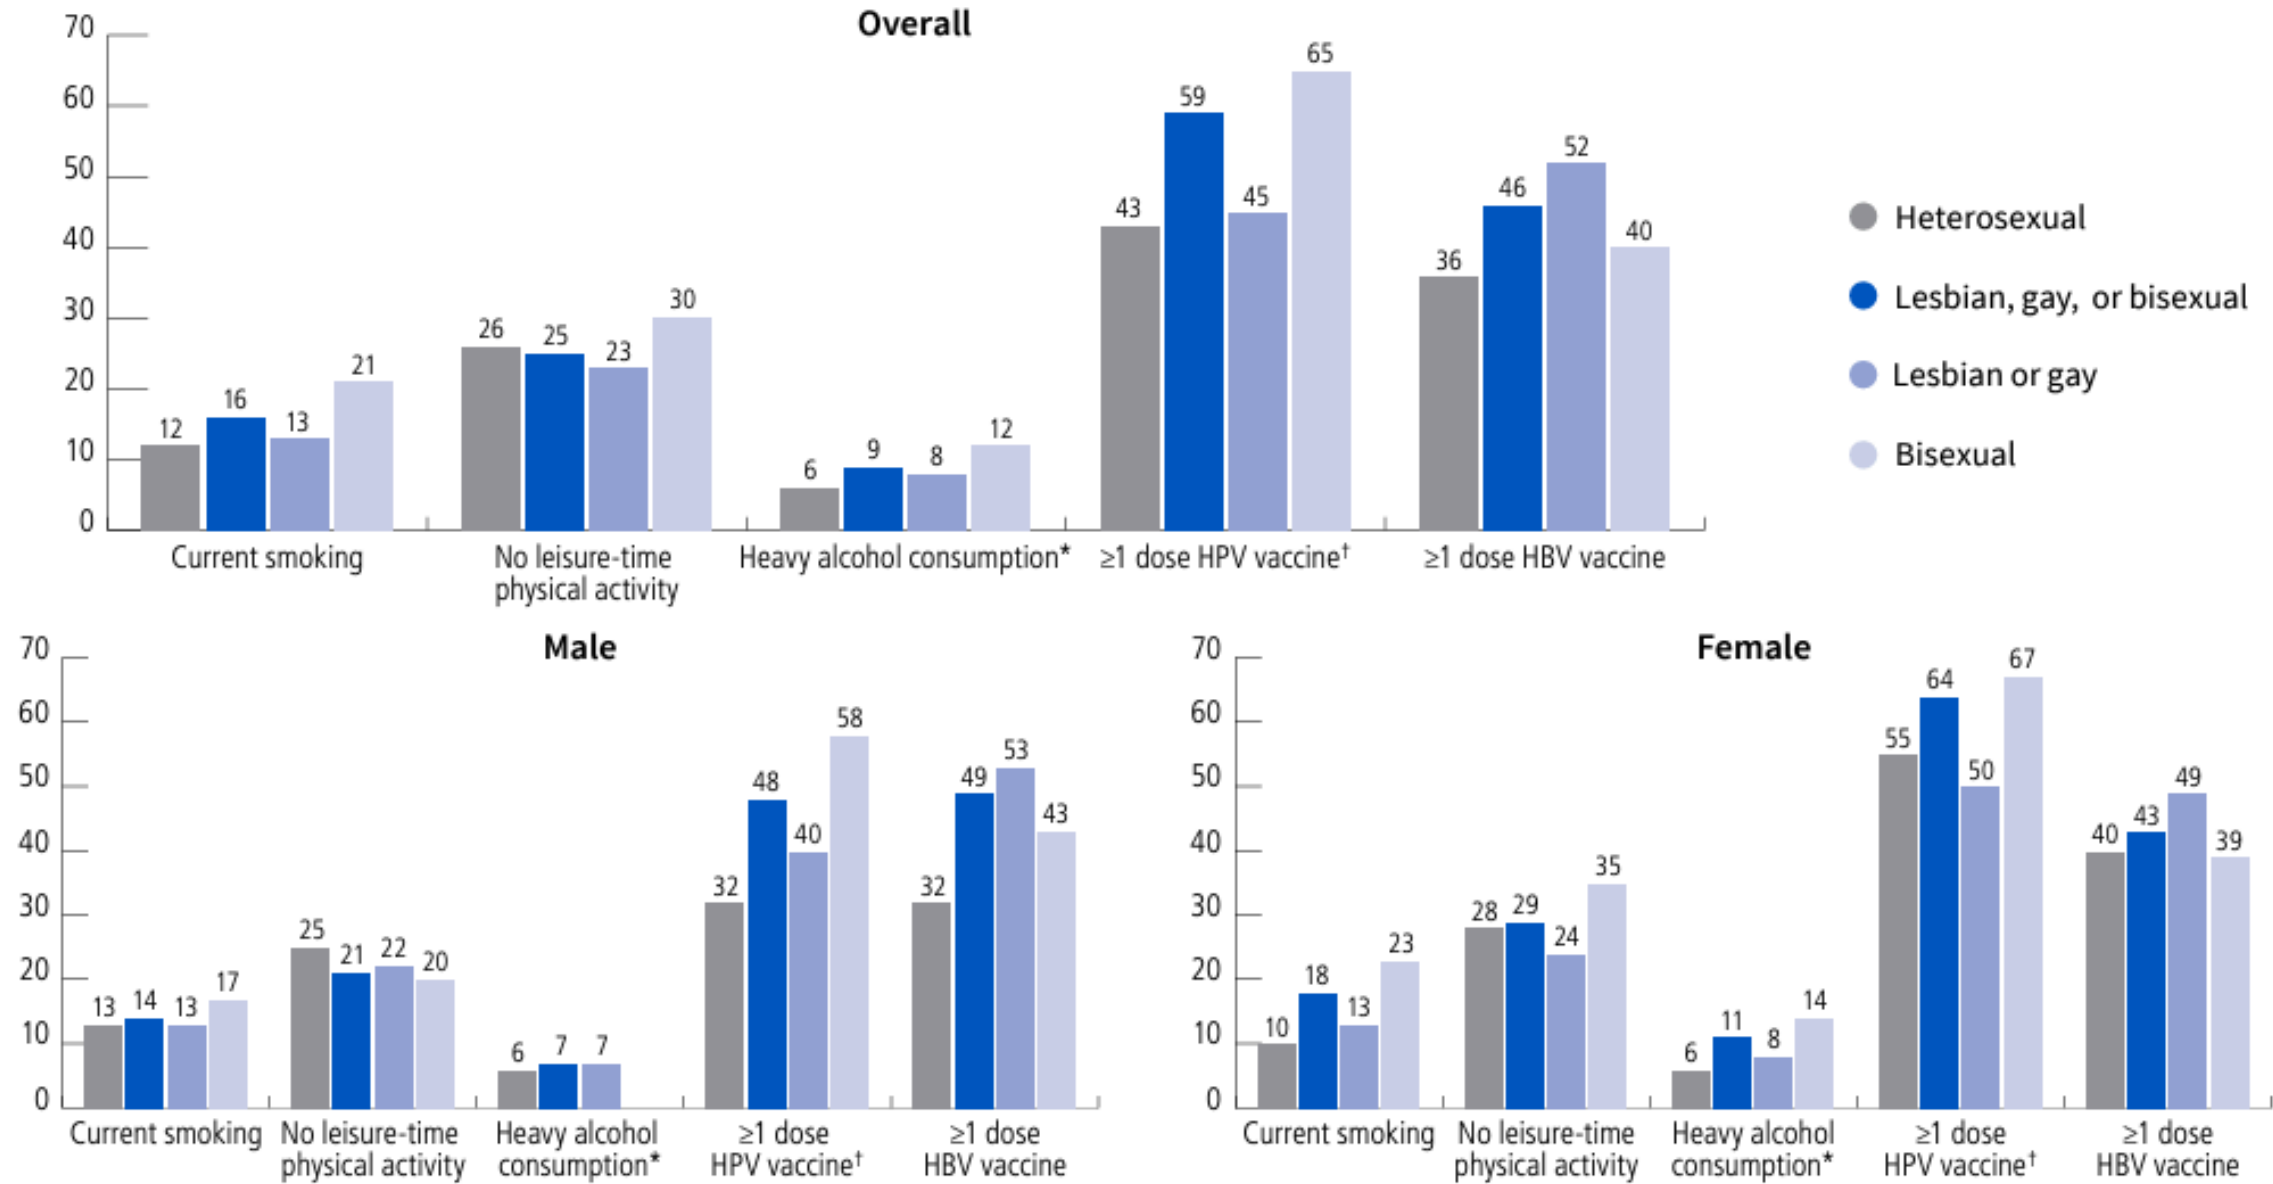 Overall
70
60
50
40
30
20
10
0
12
16
13
21
26
25
23
30
6
9
8
12
43
59
45
65
36
46
52
40
Current smoking
No leisure-time
physical activity
Heavy alcohol consumption*
≥1 dose HPV vaccine†
≥1 dose HBV vaccine
Heterosexual
Lesbian, gay, or bisexual
Lesbian or gay
Bisexual
Male
70
60
50
40
30
20
10
0
13
14
13
17
25
21
22
20
6
7
7
32
48
40
58
32
49
53
43
Current smoking
No leisure-time
physical activity
Heavy alcohol
consumption*
≥1 dose
HPV vaccine†
≥1 dose
HBV vaccine
Female
70
60
50
40
30
20
10
0
10
18
13
23
28
29
24
35
6
11
8
14
55
64
50
67
40
43
49
39
Current smoking
No leisure-time
physical activity
Heavy alcohol
consumption*
≥1 dose
HPV vaccine†
≥1 dose
HBV vaccine